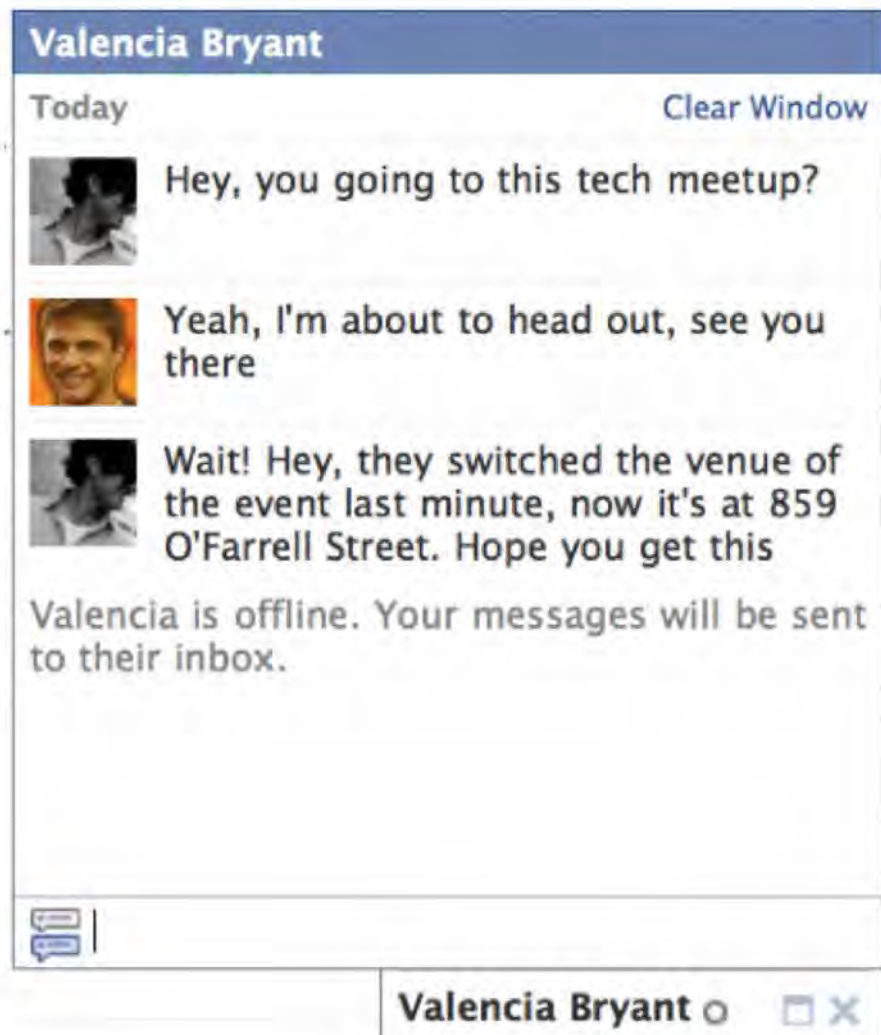 Valencia Bryant
Today
Clear Window
Hey, you going to this tech meetup?
Yeah, I'm about to head out, see you
there
Wait! Hey, they switched the venue of
the event last minute, now it's at 859
O'Farrell Street. Hope you get this
Valencia is offline. Your messages will be sent
to their inbox.
Valencia Bryant